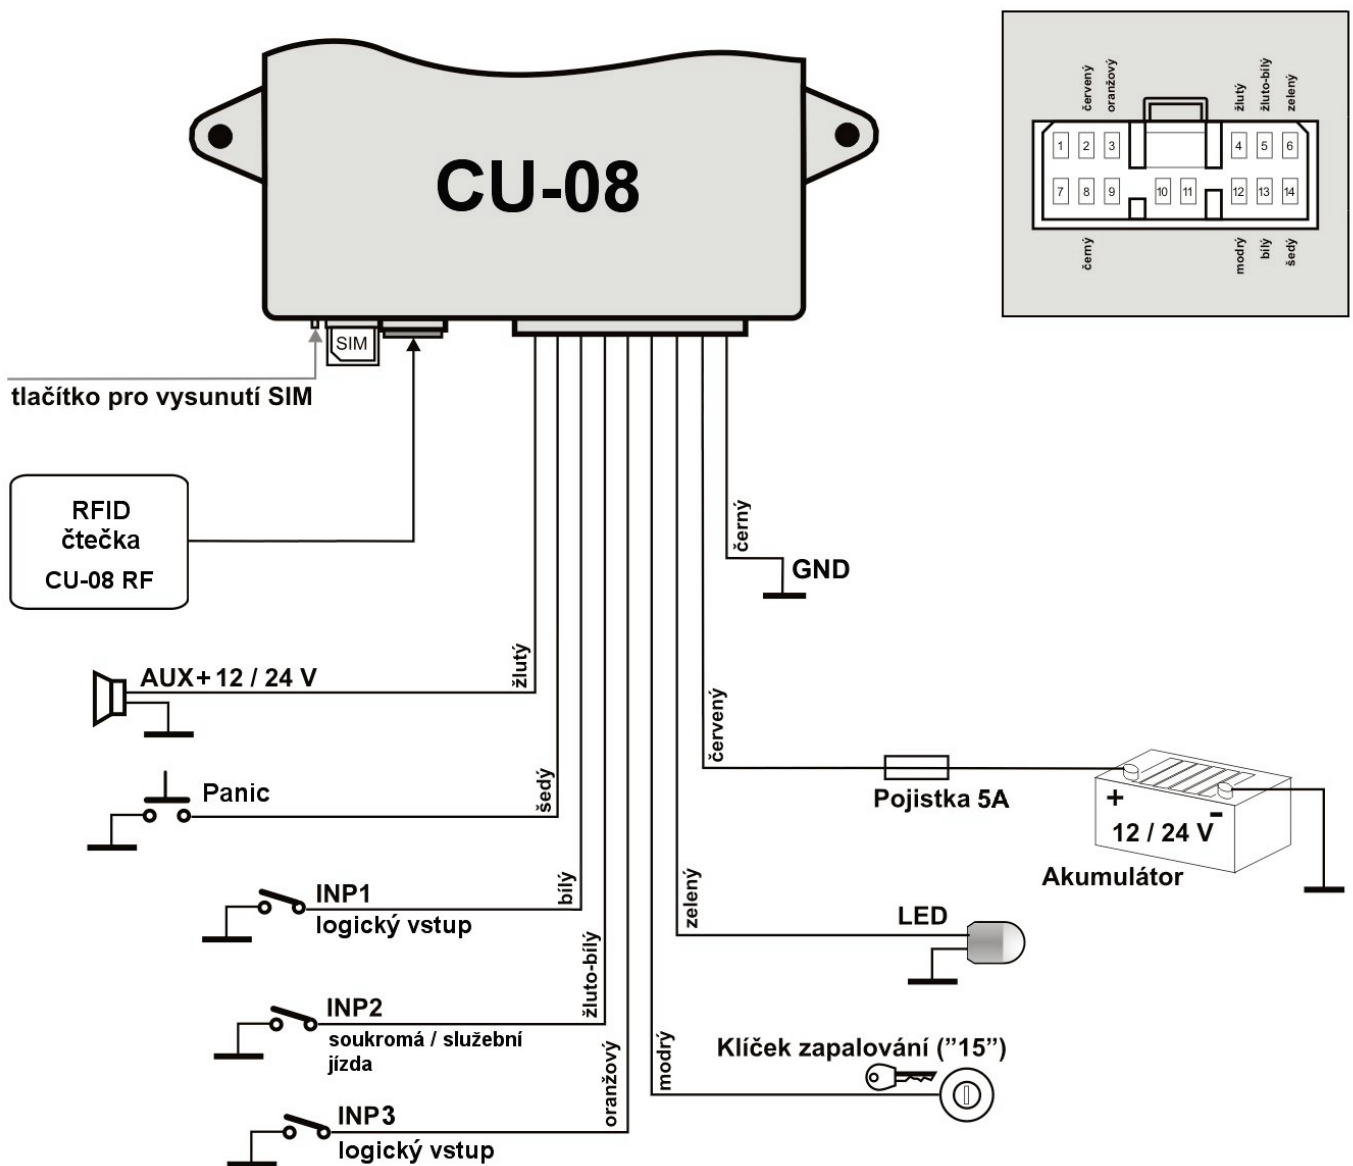 CU-08
červený
oranžový
žlutý
žluto-bílý
zelený
1 2 3 4 5 6
7 8 9 10 11 12 13 14
černý
modrý
bílý
šedý
SIM
tlačítko pro vysunutí SIM
RFID
čtečka
CU-08 RF
černý
GND
žlutý
AUX+12 / 24 V
červený
Pojistka 5A
+
-
12 / 24 V
Akumulátor
šedý
Panic
bílý
INP1
logický vstup
zelený
LED
žluto-bílý
INP2
soukromá / služební
jízda
oranžový
modrý
Klíček zapalování ("15")
INP3
logický vstup